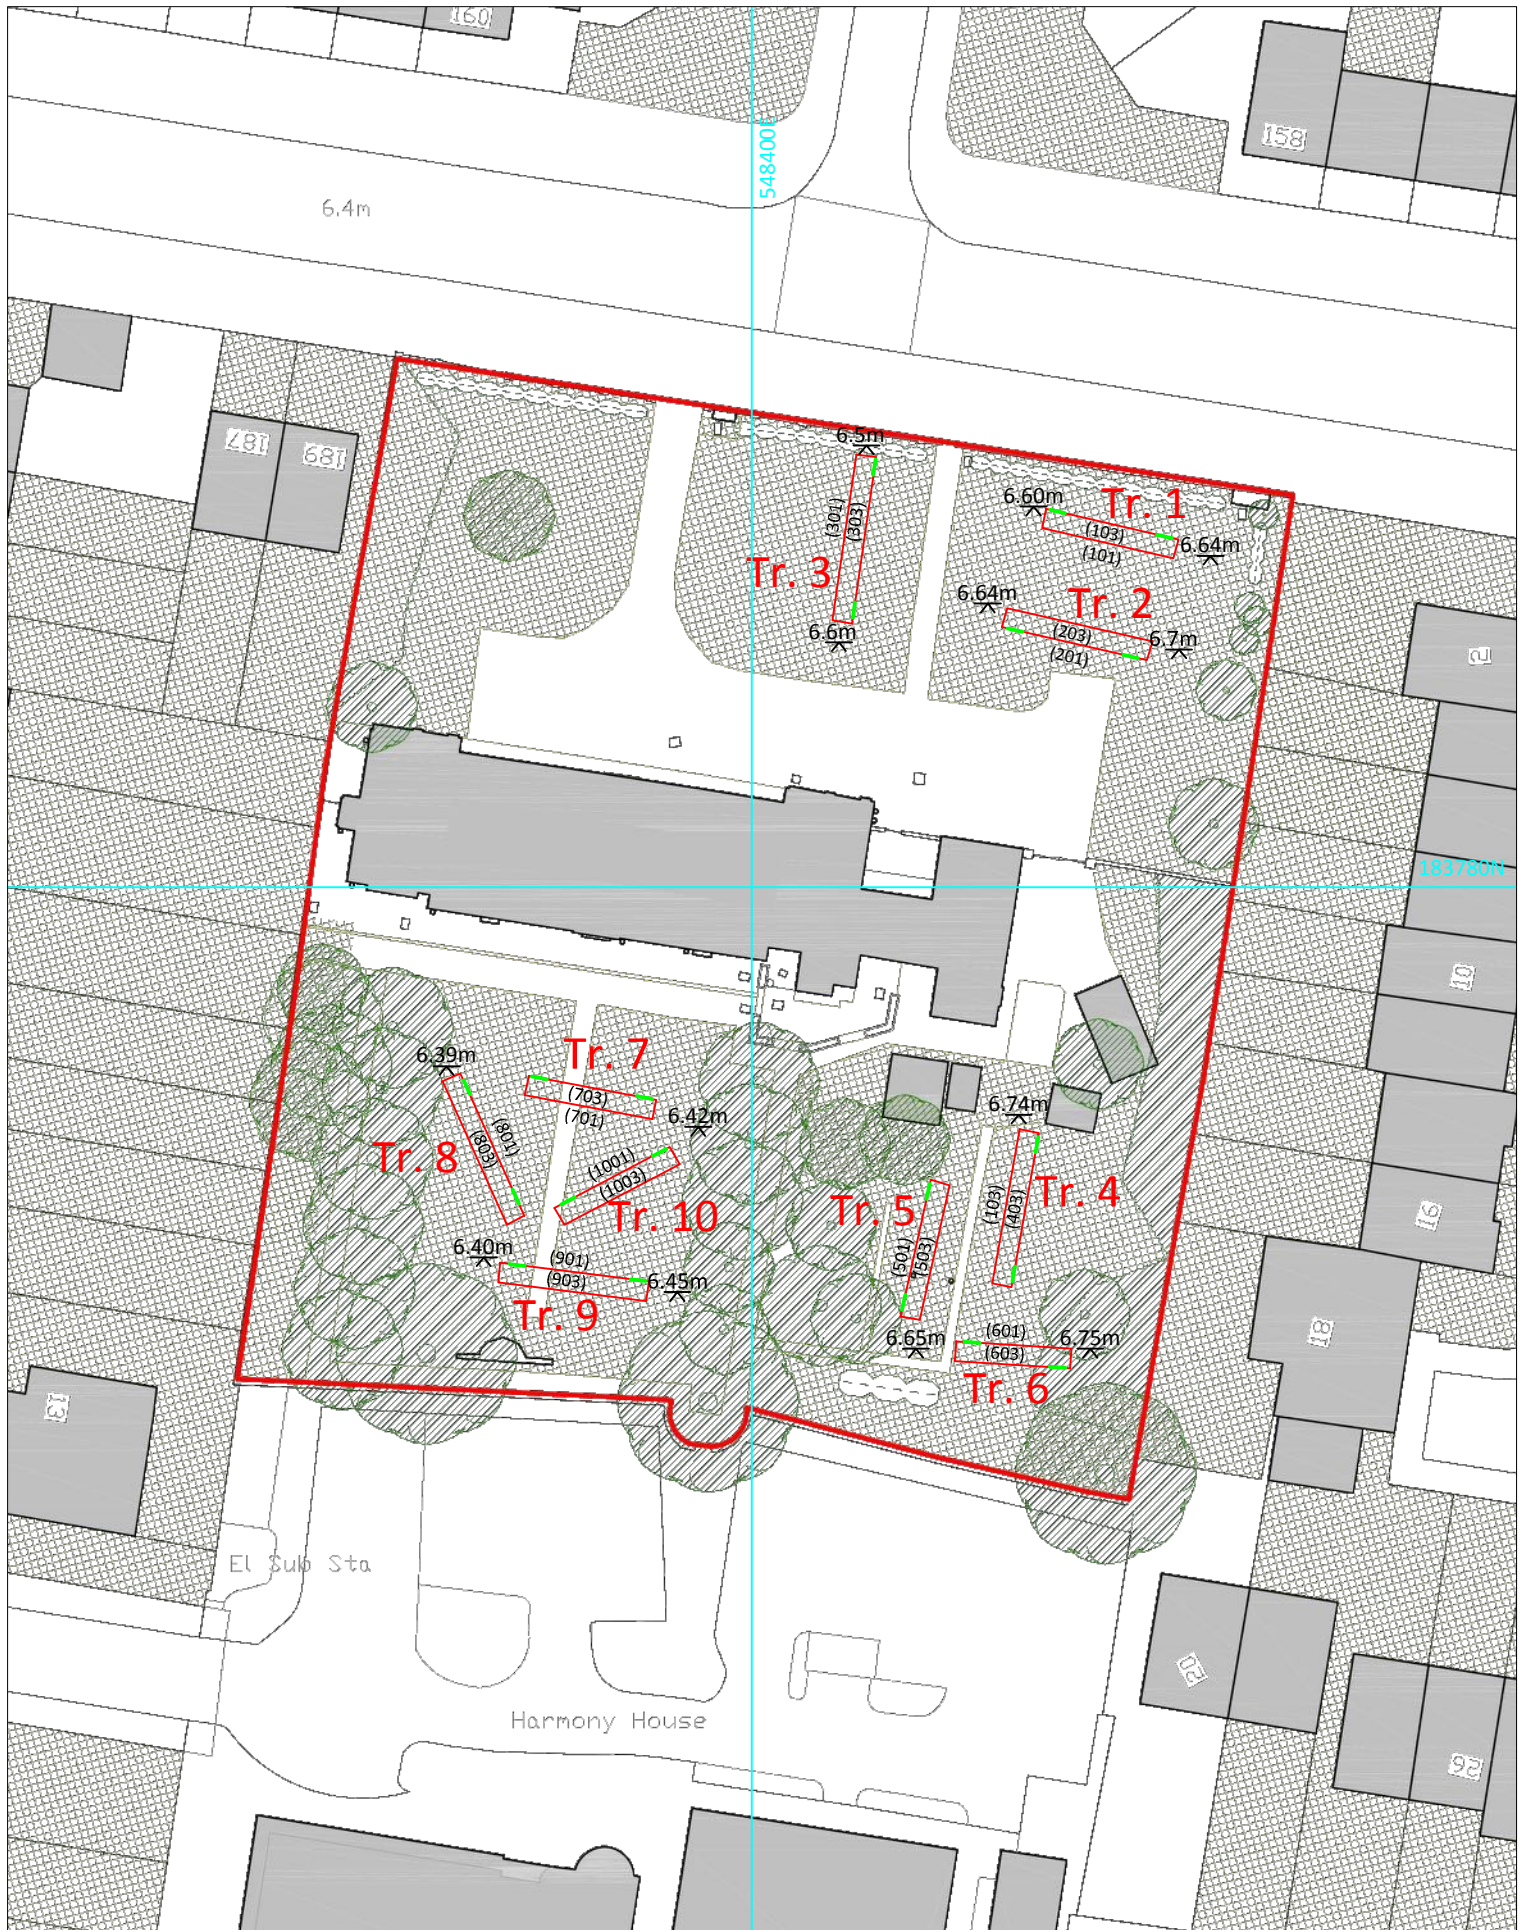 160
548400E
158
6.4m
187
189
6.5m
(301)
(303)
Tr. 3
6.6m
6.60m
Tr. 1
(103)
(101)
6.64m
6.64m
Tr. 2
(203)
(201)
6.7m
2
183780N
10
6.39m
Tr. 7
(703)
(701)
6.42m
6.74m
(801)
(803)
Tr. 8
(1001)
(1003)
Tr. 10
Tr. 5
(501)
(503)
(103)
(403)
Tr. 4
16
6.40m
(901)
(903)
6.45m
Tr. 9
6.65m
(601)
(603)
6.75m
Tr. 6
18
13
El Sub Sta
20
Harmony House
26